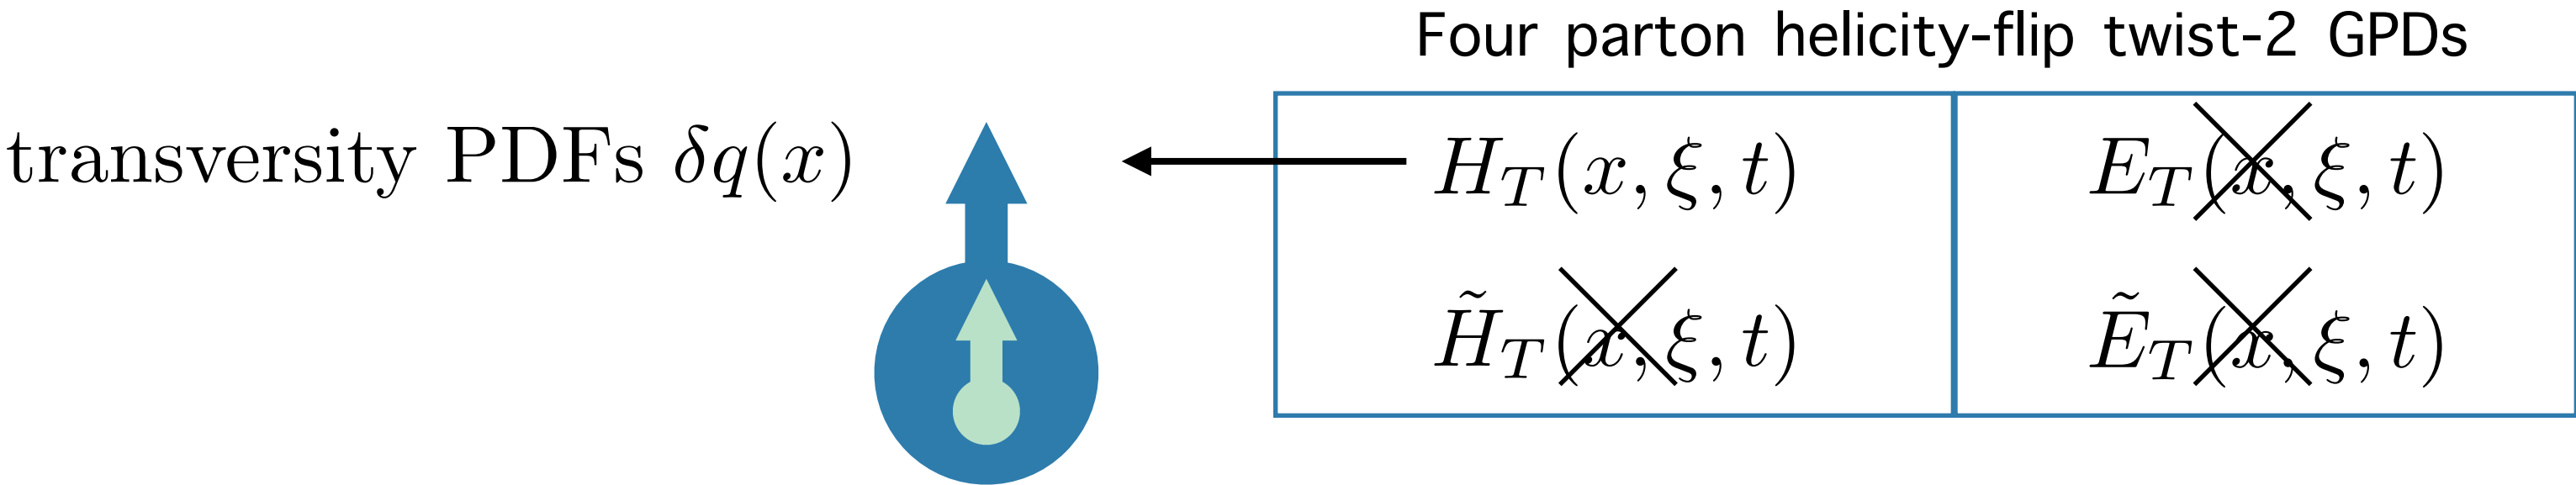 Four parton helicity-flip twist-2 GPDs
transversity PDFs δq(x)
H_T(x, ξ, t) E_T(x, ξ, t)
H̃_T(x, ξ, t) Ẽ_T(x, ξ, t)